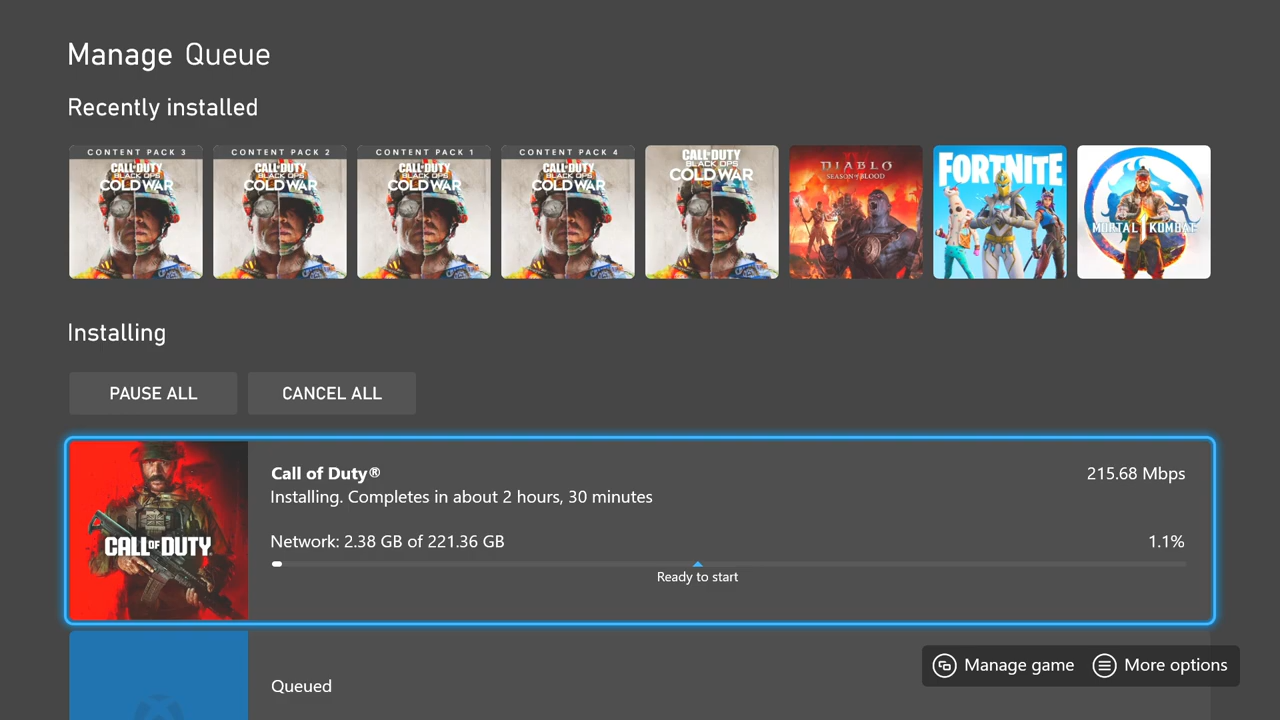 Manage Queue
Recently installed
CONTENT PACK 3
CALL OF DUTY
BLACK OPS
COLD WAR
CONTENT PACK 2
CALL OF DUTY
BLACK OPS
COLD WAR
CONTENT PACK 1
CALL OF DUTY
BLACK OPS
COLD WAR
CONTENT PACK 4
CALL OF DUTY
BLACK OPS
COLD WAR
CALL OF DUTY
BLACK OPS
COLD WAR
DIABLO
SEASON OF BLOOD
FORTNITE
MORTAL KOMBAT
Installing
PAUSE ALL
CANCEL ALL
CALL OF DUTY
Call of Duty®
215.68 Mbps
Installing. Completes in about 2 hours, 30 minutes
Network: 2.38 GB of 221.36 GB
1.1%
Ready to start
Queued
Manage game
More options